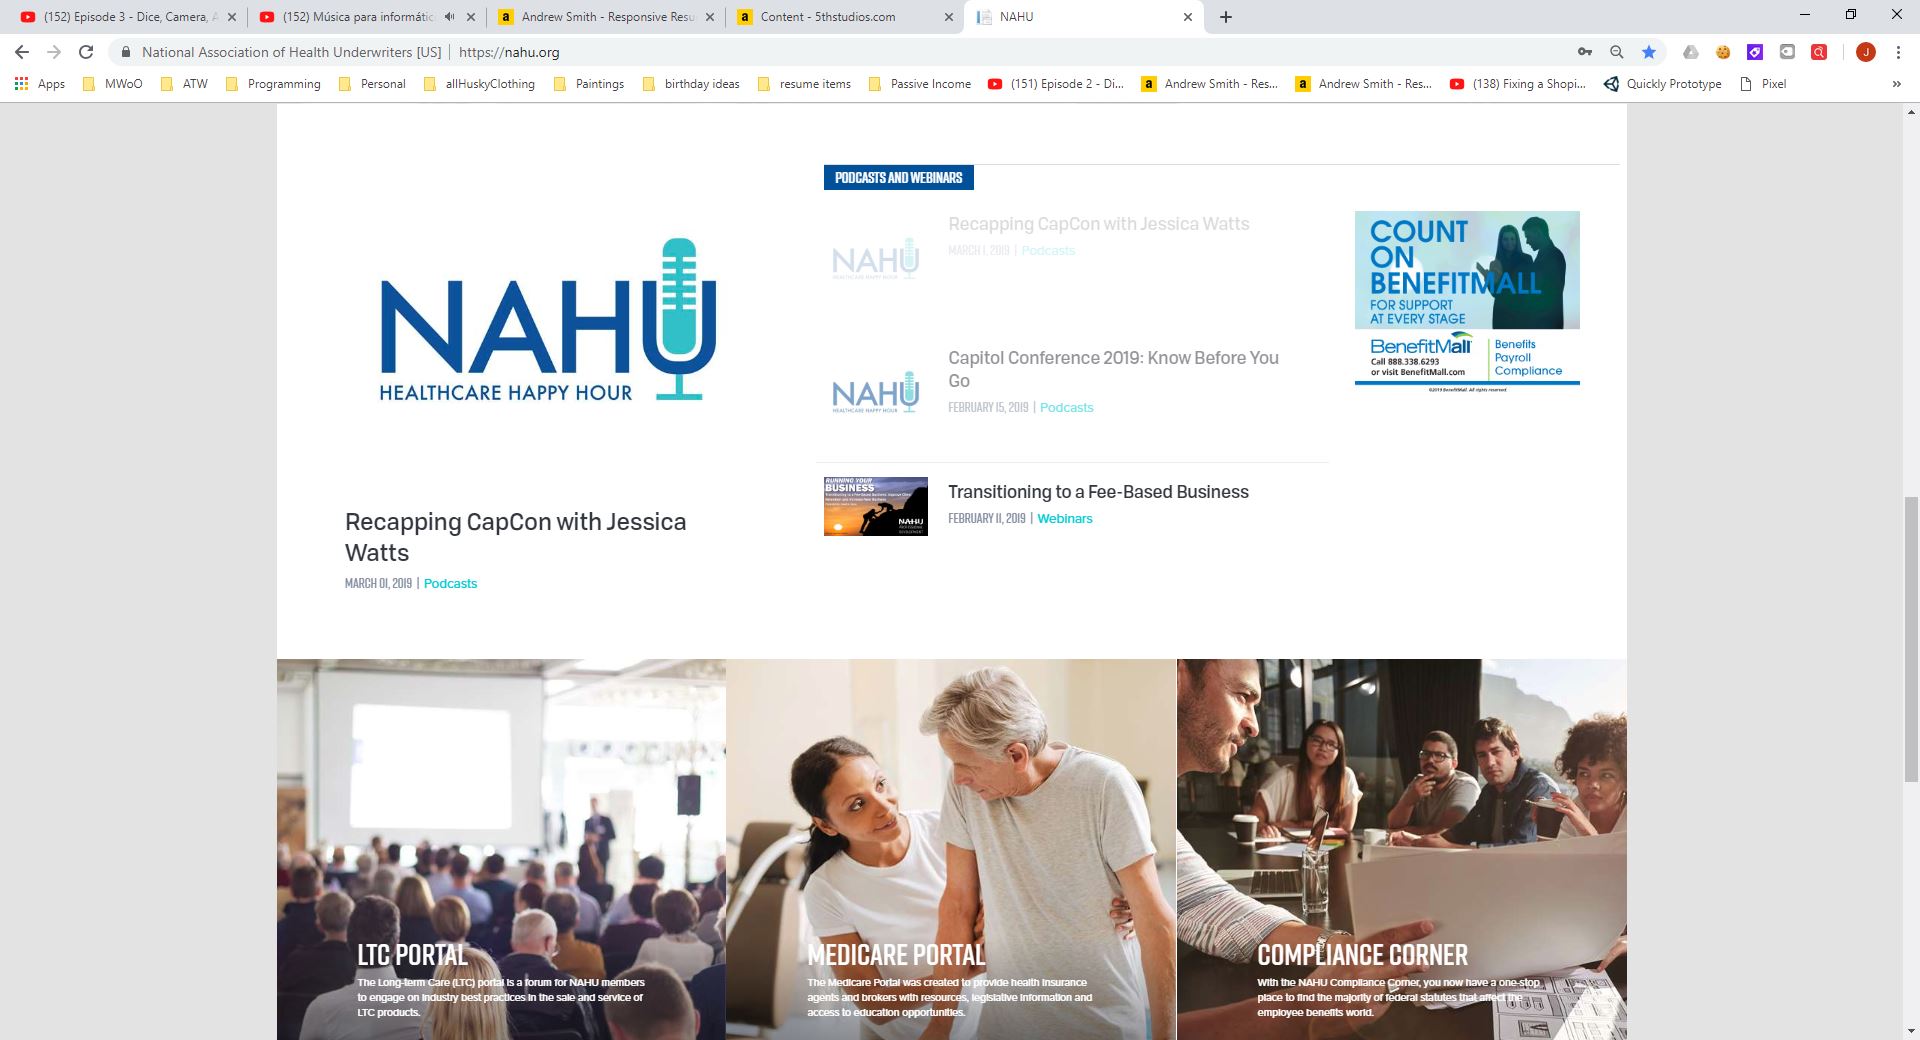 (152) Episode 3 - Dice, Camera, A
(152) Música para informátic
Andrew Smith - Responsive Resu
Content - 5thstudios.com
NAHU
National Association of Health Underwriters [US] | https://nahu.org
J
Apps
MWoO
ATW
Programming
Personal
allHuskyClothing
Paintings
birthday ideas
resume items
Passive Income
(151) Episode 2 - Di...
Andrew Smith - Res...
Andrew Smith - Res...
(138) Fixing a Shopi...
Quickly Prototype
Pixel
NAHU
HEALTHCARE HAPPY HOUR
Recapping CapCon with Jessica
Watts
MARCH 01, 2019 | Podcasts
PODCASTS AND WEBINARS
NAHU
HEALTHCARE HAPPY HOUR
Recapping CapCon with Jessica Watts
MARCH 1, 2019 | Podcasts
NAHU
HEALTHCARE HAPPY HOUR
Capitol Conference 2019: Know Before You
Go
FEBRUARY 15, 2019 | Podcasts
RUNNING YOUR
BUSINESS
NAHU
Transitioning to a Fee-Based Business
FEBRUARY 11, 2019 | Webinars
COUNT
ON
BENEFITMALL
FOR SUPPORT
AT EVERY STAGE
BenefitMall
Call 888.338.6293
or visit BenefitMall.com
Benefits
Payroll
Compliance
©2019 BenefitMall. All rights reserved.
LTC PORTAL
The Long-term Care (LTC) portal is a forum for NAHU members
to engage on industry best practices in the sale and service of
LTC products.
MEDICARE PORTAL
The Medicare Portal was created to provide health insurance
agents and brokers with resources, legislative information and
access to education opportunities.
COMPLIANCE CORNER
With the NAHU Compliance Corner, you now have a one-stop
place to find the majority of federal statutes that affect the
employee benefits world.